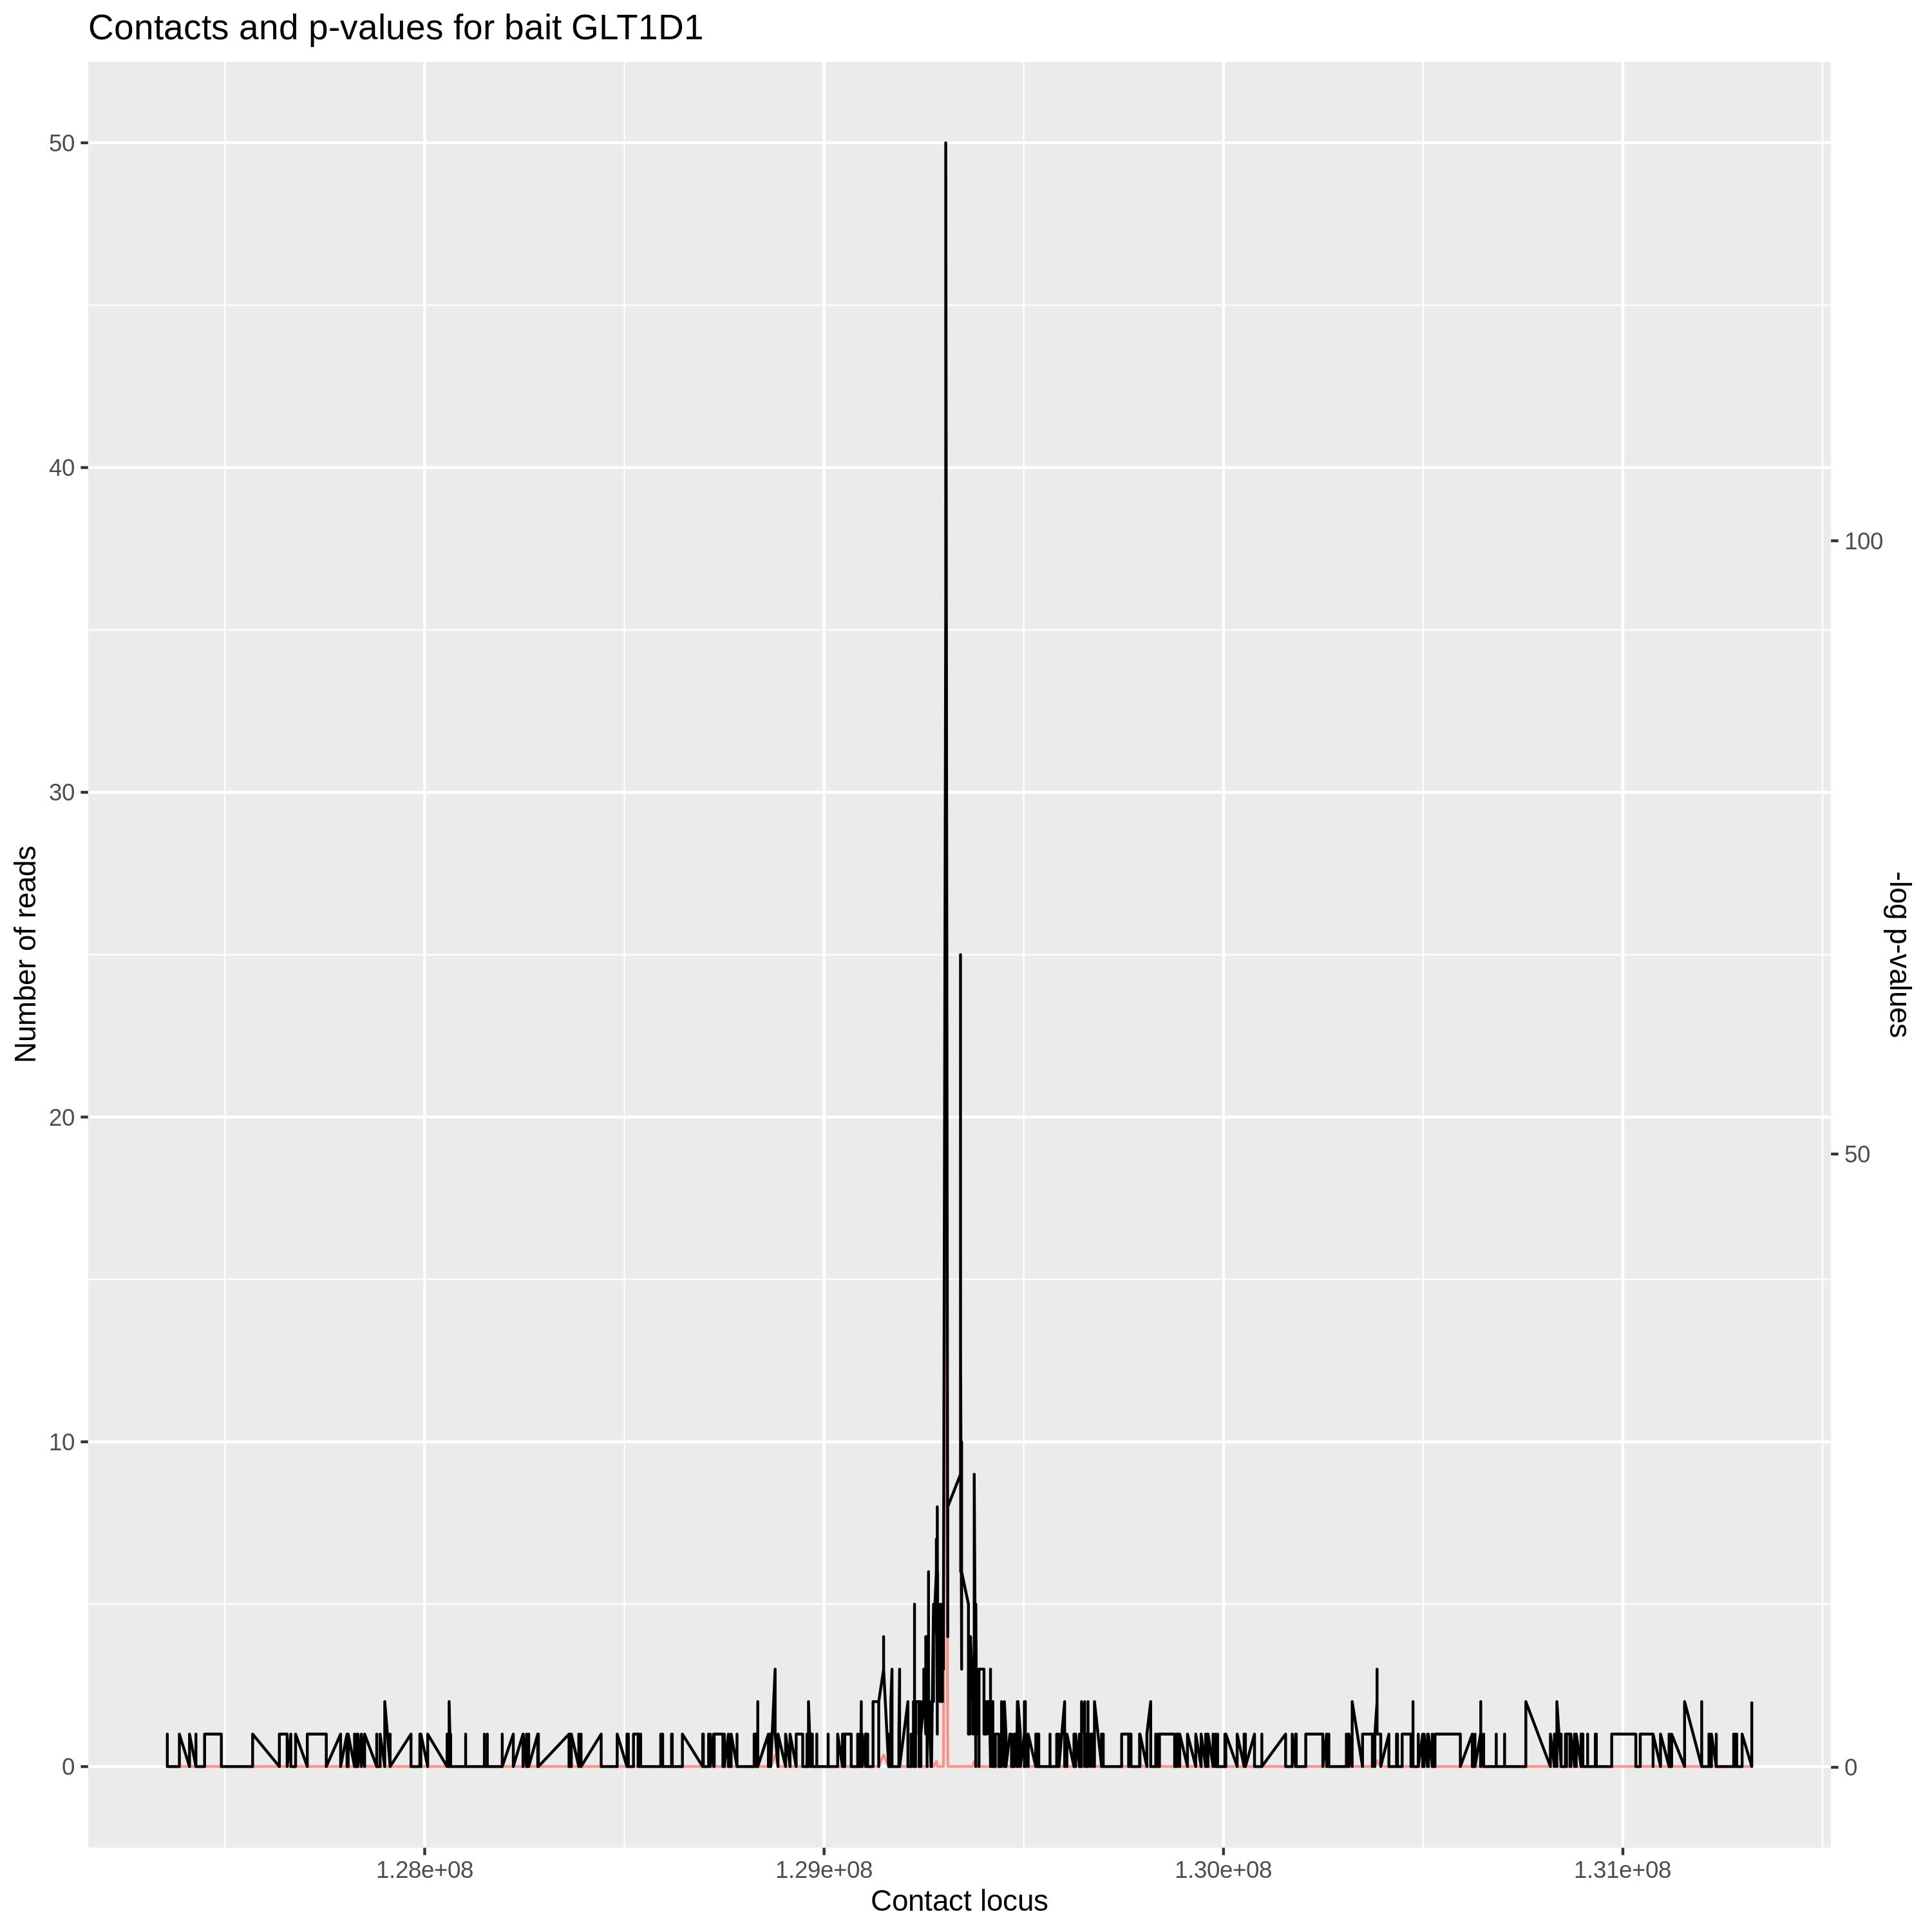 Contacts and p-values for bait GLT1D1
50
40
30
20
10
0
Number of reads
100
50
0
-log p-values
1.28e+08
1.29e+08
1.30e+08
1.31e+08
Contact locus